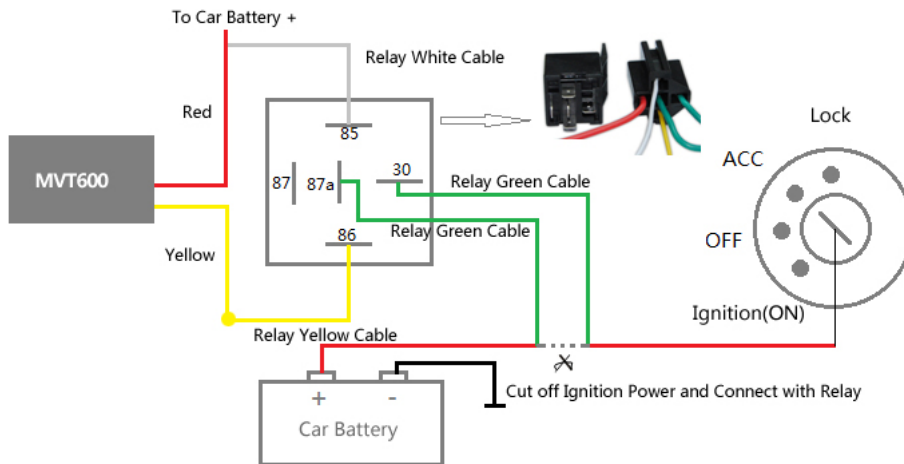 To Car Battery +
Relay White Cable
Lock
Red
ACC
85
MVT600
87
87a
30
Relay Green Cable
Relay Green Cable
OFF
86
Yellow
Ignition(ON)
Relay Yellow Cable
Cut off Ignition Power and Connect with Relay
+
-
Car Battery